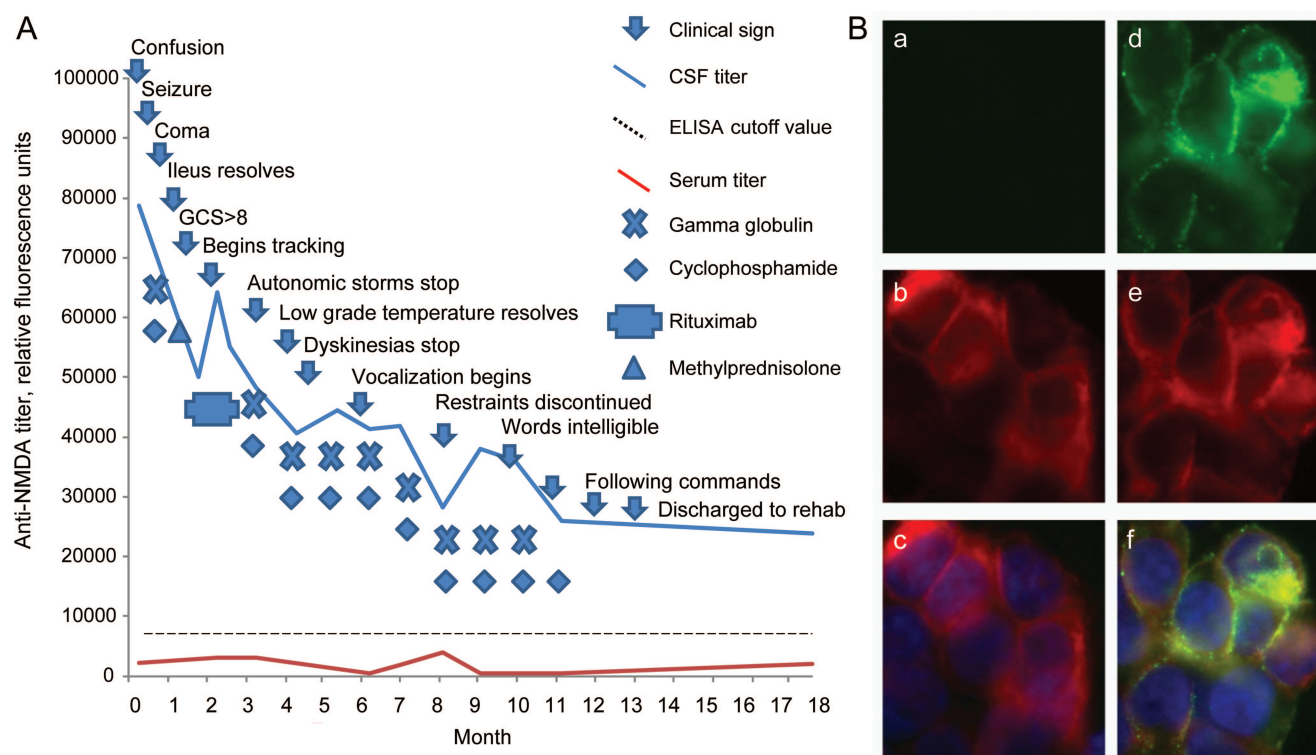 A
Confusion
Seizure
Coma
Ileus resolves
GCS>8
Begins tracking
Autonomic storms stop
Low grade temperature resolves
Dyskinesias stop
Vocalization begins
Restraints discontinued
Words intelligible
Following commands
Discharged to rehab
Clinical sign
CSF titer
ELISA cutoff value
Serum titer
Gamma globulin
Cyclophosphamide
Rituximab
Methylprednisolone
Anti-NMDA titer, relative fluorescence units
100000
90000
80000
70000
60000
50000
40000
30000
20000
10000
0
0 1 2 3 4 5 6 7 8 9 10 11 12 13 14 15 16 17 18
Month
B
a
b
c
d
e
f